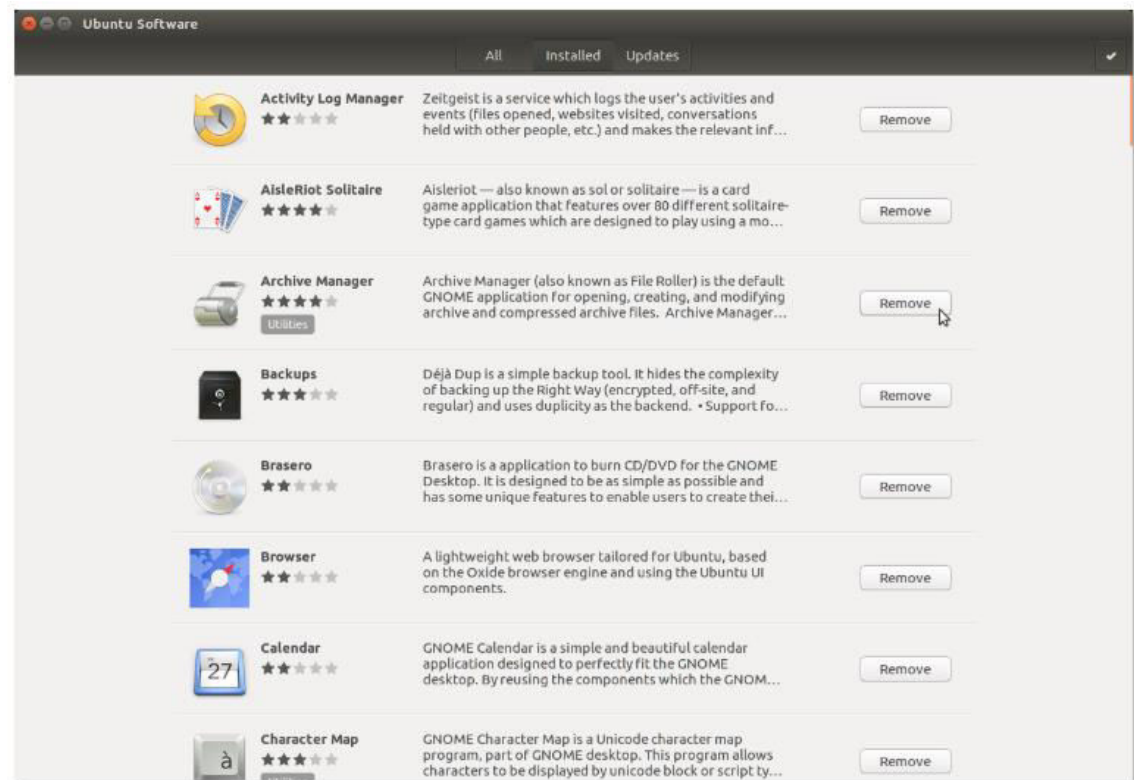 Ubuntu Software
All Installed Updates
Activity Log Manager
Zeitgeist is a service which logs the user's activities and
events (files opened, websites visited, conversations
held with other people, etc.) and makes the relevant inf...
Remove
AisleRiot Solitaire
Aisleriot — also known as sol or solitaire — is a card
game application that features over 80 different solitaire-
type card games which are designed to play using a mo...
Remove
Archive Manager
Utilities
Archive Manager (also known as File Roller) is the default
GNOME application for opening, creating, and modifying
archive and compressed archive files. Archive Manager...
Remove
Backups
Déjà Dup is a simple backup tool. It hides the complexity
of backing up the Right Way (encrypted, off-site, and
regular) and uses duplicity as the backend. • Support fo...
Remove
Brasero
Brasero is a application to burn CD/DVD for the GNOME
Desktop. It is designed to be as simple as possible and
has some unique features to enable users to create thei...
Remove
Browser
A lightweight web browser tailored for Ubuntu, based
on the Oxide browser engine and using the Ubuntu UI
components.
Remove
27
Calendar
GNOME Calendar is a simple and beautiful calendar
application designed to perfectly fit the GNOME
desktop. By reusing the components which the GNOM...
Remove
à
Character Map
GNOME Character Map is a Unicode character map
program, part of GNOME desktop. This program allows
characters to be displayed by unicode block or script ty...
Remove